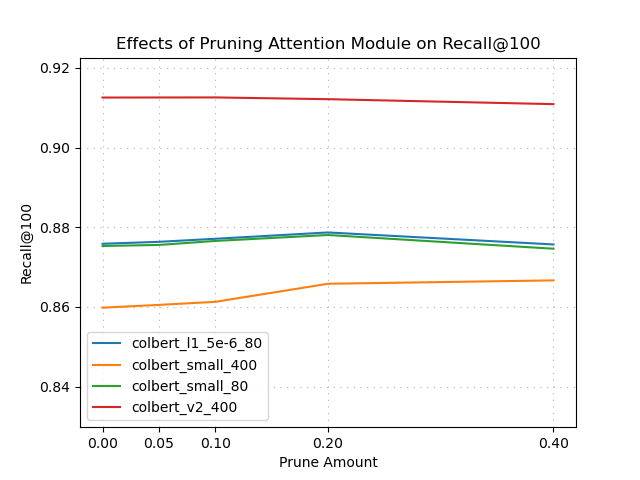 Effects of Pruning Attention Module on Recall@100
0.92
0.90
0.88
0.86
0.84
Recall@100
colbert_l1_5e-6_80
colbert_small_400
colbert_small_80
colbert_v2_400
0.00 0.05 0.10 0.20 0.40
Prune Amount